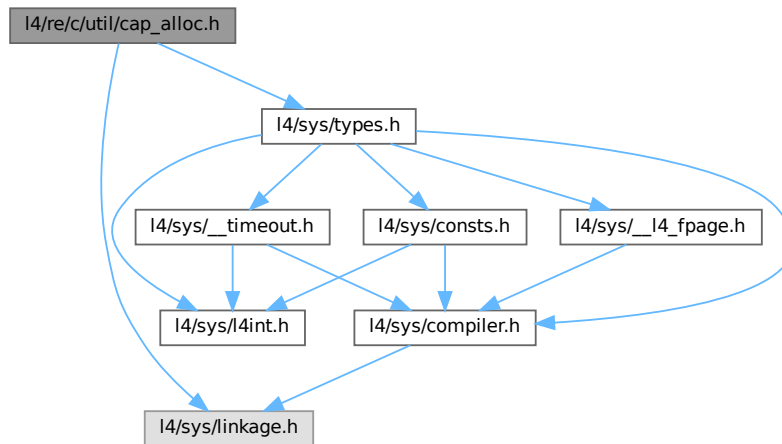 l4/re/c/util/cap_alloc.h
l4/sys/types.h
l4/sys/__timeout.h
l4/sys/consts.h
l4/sys/__l4_fpage.h
l4/sys/l4int.h
l4/sys/compiler.h
l4/sys/linkage.h